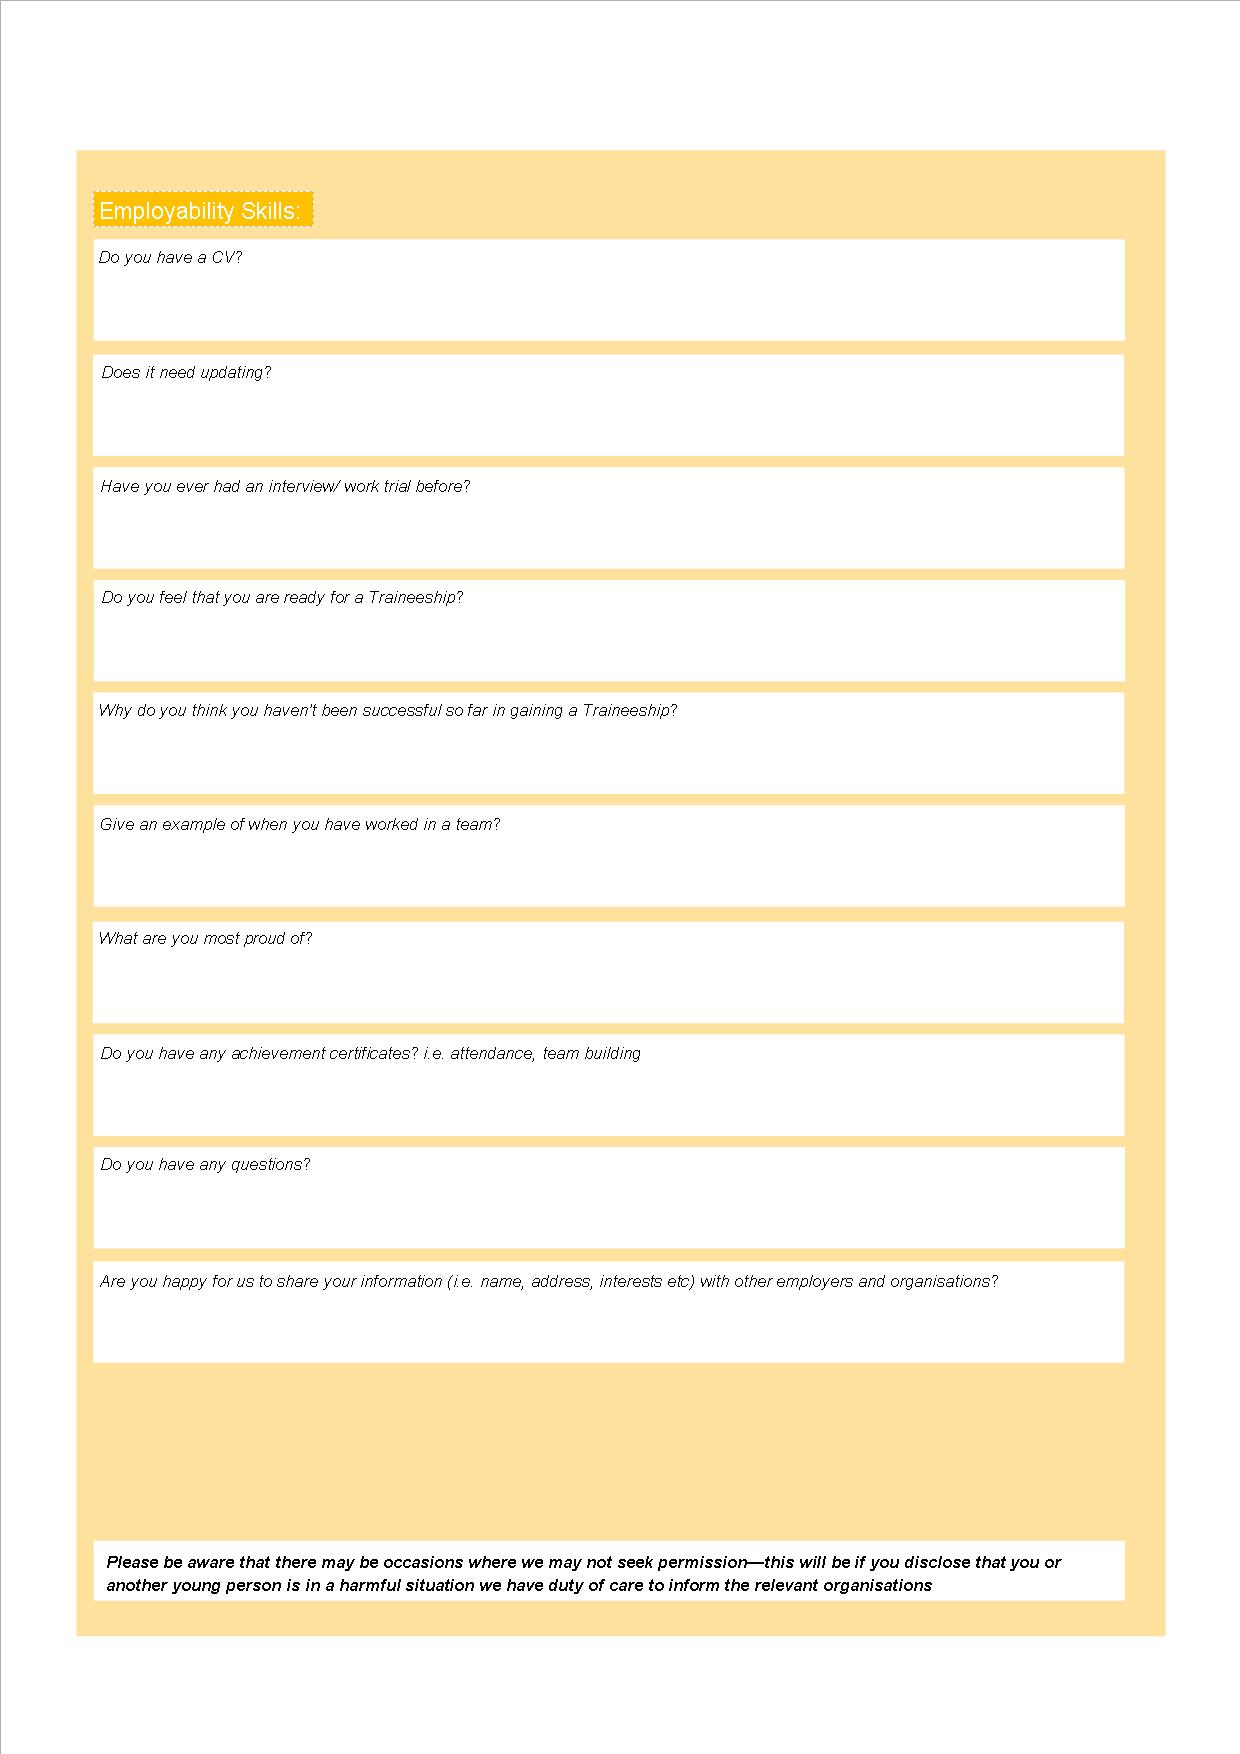 Employability Skills:
Do you have a CV?
Does it need updating?
Have you ever had an interview/ work trial before?
Do you feel that you are ready for a Traineeship?
Why do you think you haven't been successful so far in gaining a Traineeship?
Give an example of when you have worked in a team?
What are you most proud of?
Do you have any achievement certificates? i.e. attendance, team building
Do you have any questions?
Are you happy for us to share your information (i.e. name, address, interests etc) with other employers and organisations?
Please be aware that there may be occasions where we may not seek permission—this will be if you disclose that you or
another young person is in a harmful situation we have duty of care to inform the relevant organisations